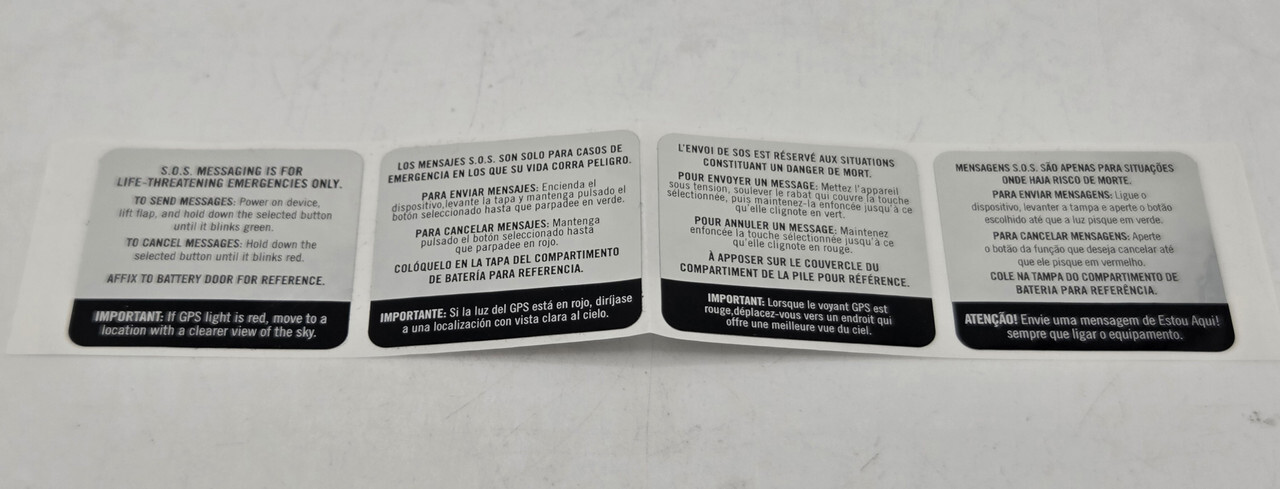 S.O.S. MESSAGING IS FOR
LIFE-THREATENING EMERGENCIES ONLY.
TO SEND MESSAGES: Power on device,
lift flap, and hold down the selected button
until it blinks green.
TO CANCEL MESSAGES: Hold down the
selected button until it blinks red.
AFFIX TO BATTERY DOOR FOR REFERENCE.
IMPORTANT: If GPS light is red, move to a
location with a clearer view of the sky.
LOS MENSAJES S.O.S. SON SOLO PARA CASOS DE
EMERGENCIA EN LOS QUE SU VIDA CORRA PELIGRO.
PARA ENVIAR MENSAJES: Encienda el
dispositivo,levante la tapa y mantenga pulsado el
botón seleccionado hasta que parpadee en verde.
PARA CANCELAR MENSAJES: Mantenga
pulsado el botón seleccionado hasta
que parpadee en rojo.
COLÓQUELO EN LA TAPA DEL COMPARTIMENTO
DE BATERÍA PARA REFERENCIA.
IMPORTANTE: Si la luz del GPS está en rojo, diríjase
a una localización con vista clara al cielo.
L'ENVOI DE SOS EST RÉSERVÉ AUX SITUATIONS
CONSTITUANT UN DANGER DE MORT.
POUR ENVOYER UN MESSAGE: Mettez l'appareil
sous tension, soulever le rabat qui couvre la touche
sélectionnée, puis maintenez-la enfoncée jusqu'à ce
qu'elle clignote en vert.
POUR ANNULER UN MESSAGE: Maintenez
enfoncée la touche sélectionnée jusqu'à ce
qu'elle clignote en rouge.
À APPOSER SUR LE COUVERCLE DU
COMPARTIMENT DE LA PILE POUR RÉFÉRENCE.
IMPORTANT: Lorsque le voyant GPS est
rouge,déplacez-vous vers un endroit qui
offre une meilleure vue du ciel.
MENSAGENS S.O.S. SÃO APENAS PARA SITUAÇÕES
ONDE HAJA RISCO DE MORTE.
PARA ENVIAR MENSAGENS: Ligue o
dispositivo, levanter a tampa e aperte o botão
escolhido até que a luz pisque em verde.
PARA CANCELAR MENSAGENS: Aperte
o botão da função que deseja cancelar até
que ele pisque em vermelho.
COLE NA TAMPA DO COMPARTIMENTO DE
BATERIA PARA REFERÊNCIA.
ATENÇÃO! Envie uma mensagem de Estou Aqui!
sempre que ligar o equipamento.